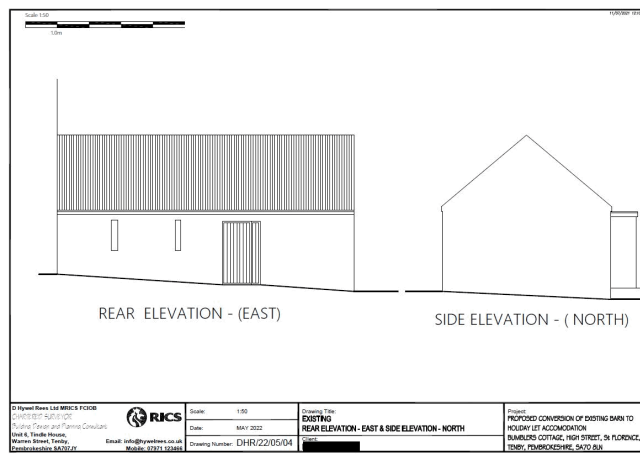 Scale 1:50
1.0m
REAR ELEVATION - (EAST)
SIDE ELEVATION - ( NORTH)
D Hywel Rees Ltd MRICS FCIOB
CHARTERED SURVEYOR
Building Design and Planning Consultant
Unit 6, Tindle House,
Warren Street, Tenby,
Pembrokeshire SA707JY
Email: info@hywelrees.co.uk
Mobile: 07971 123466
RICS
Scale: 1:50
Date: MAY 2022
Drawing Number: DHR/22/05/04
Drawing Title:
EXISTING
REAR ELEVATION - EAST & SIDE ELEVATION - NORTH
Client:
Project:
PROPOSED CONVERSION OF EXISTING BARN TO
HOLIDAY LET ACCOMODATION
BUMBLERS COTTAGE, HIGH STREET, St FLORENCE,
TENBY, PEMBROKESHIRE, SA70 8LN